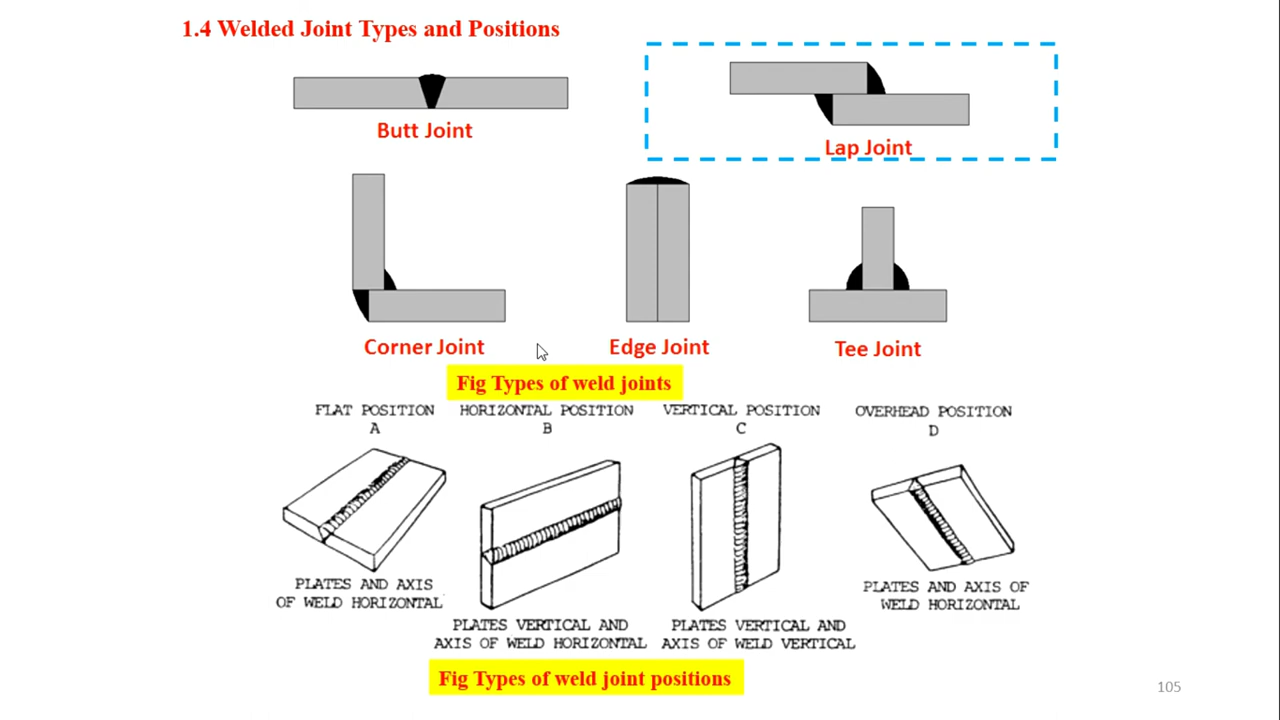 1.4 Welded Joint Types and Positions
Butt Joint
Lap Joint
Corner Joint
Edge Joint
Tee Joint
Fig Types of weld joints
FLAT POSITION
A
HORIZONTAL POSITION
B
VERTICAL POSITION
C
OVERHEAD POSITION
D
PLATES AND AXIS
OF WELD HORIZONTAL
PLATES VERTICAL AND
AXIS OF WELD HORIZONTAL
PLATES VERTICAL AND
AXIS OF WELD VERTICAL
PLATES AND AXIS OF
WELD HORIZONTAL
Fig Types of weld joint positions
105